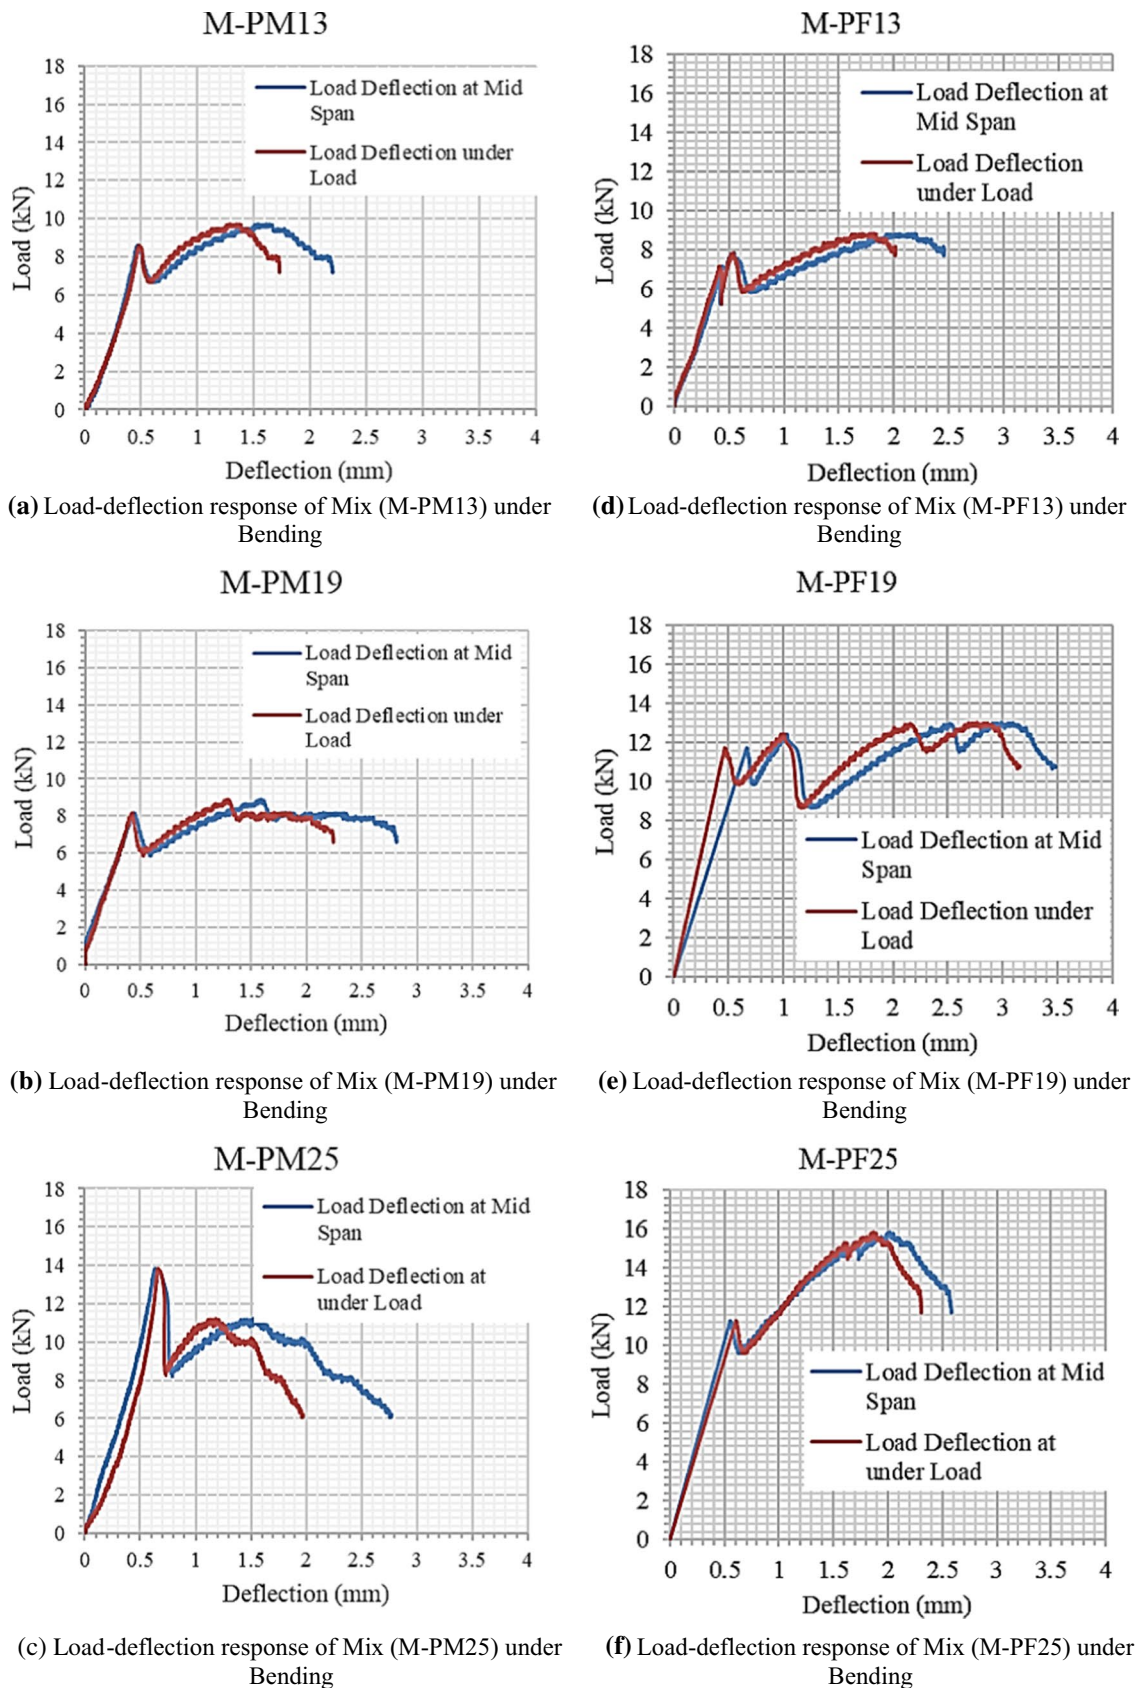 M-PM13
18
16
14
12
10
8
6
4
2
0
Load (kN)
Load Deflection at Mid
Span
Load Deflection under
Load
0 0.5 1 1.5 2 2.5 3 3.5 4
Deflection (mm)
(a) Load-deflection response of Mix (M-PM13) under
Bending
M-PF13
18
16
14
12
10
8
6
4
2
0
Load (kN)
Load Deflection at
Mid Span
Load Deflection
under Load
0 0.5 1 1.5 2 2.5 3 3.5 4
Deflection (mm)
(d) Load-deflection response of Mix (M-PF13) under
Bending
M-PM19
18
16
14
12
10
8
6
4
2
0
Load (kN)
Load Deflection at Mid
Span
Load Deflection under
Load
0 0.5 1 1.5 2 2.5 3 3.5 4
Deflection (mm)
(b) Load-deflection response of Mix (M-PM19) under
Bending
M-PF19
18
16
14
12
10
8
6
4
2
0
Load (kN)
Load Deflection at Mid
Span
Load Deflection under
Load
0 0.5 1 1.5 2 2.5 3 3.5 4
Deflection (mm)
(e) Load-deflection response of Mix (M-PF19) under
Bending
M-PM25
18
16
14
12
10
8
6
4
2
0
Load (kN)
Load Deflection at Mid
Span
Load Deflection at
under Load
0 0.5 1 1.5 2 2.5 3 3.5 4
Deflection (mm)
(c) Load-deflection response of Mix (M-PM25) under
Bending
M-PF25
18
16
14
12
10
8
6
4
2
0
Load (kN)
Load Deflection at Mid
Span
Load Deflection at
under Load
0 0.5 1 1.5 2 2.5 3 3.5 4
Deflection (mm)
(f) Load-deflection response of Mix (M-PF25) under
Bending